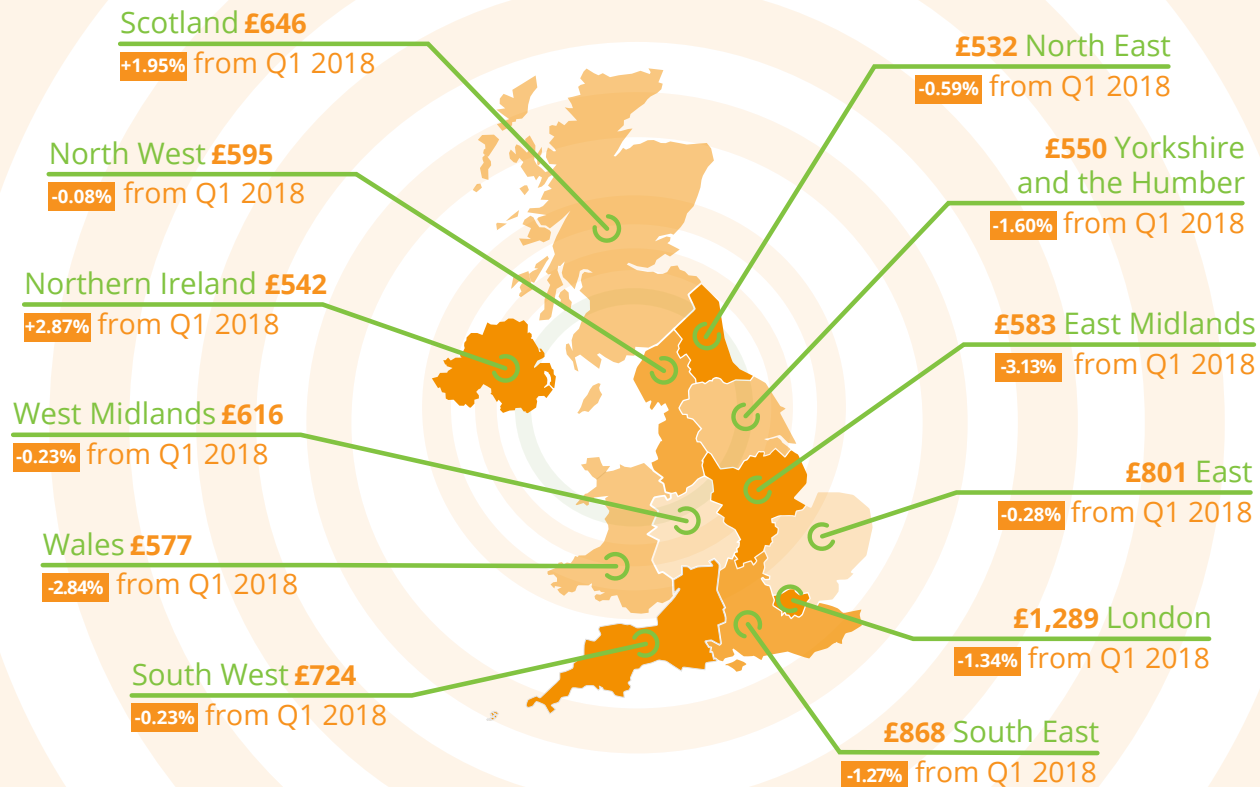 Scotland £646
+1.95% from Q1 2018
North West £595
-0.08% from Q1 2018
Northern Ireland £542
+2.87% from Q1 2018
West Midlands £616
-0.23% from Q1 2018
Wales £577
-2.84% from Q1 2018
South West £724
-0.23% from Q1 2018
£532 North East
-0.59% from Q1 2018
£550 Yorkshire
and the Humber
-1.60% from Q1 2018
£583 East Midlands
-3.13% from Q1 2018
£801 East
-0.28% from Q1 2018
£1,289 London
-1.34% from Q1 2018
£868 South East
-1.27% from Q1 2018